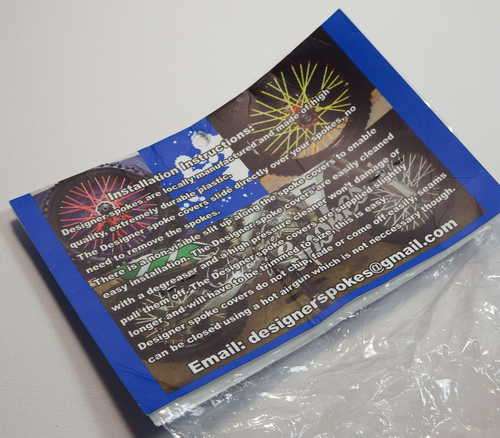 Installation Instructions:
Designer spokes are locally manufactured and made of high
quality extremely durable plastic.
The Designer spoke covers slide directly over your spokes, no
need to remove the spokes.
There is a non-visible slit along the spoke covers to enable
easy installation. The Designer spoke covers are easily cleaned
with a degreaser and a high pressure cleaner won't damage or
pull them off. The Designer spoke covers are supplied slightly
longer and will have to be trimmed to size (this is easy).
Designer spoke covers do not chip, fade or come off easily, seams
can be closed using a hot airgun which is not neccessary though.
Email: designerspokes@gmail.com